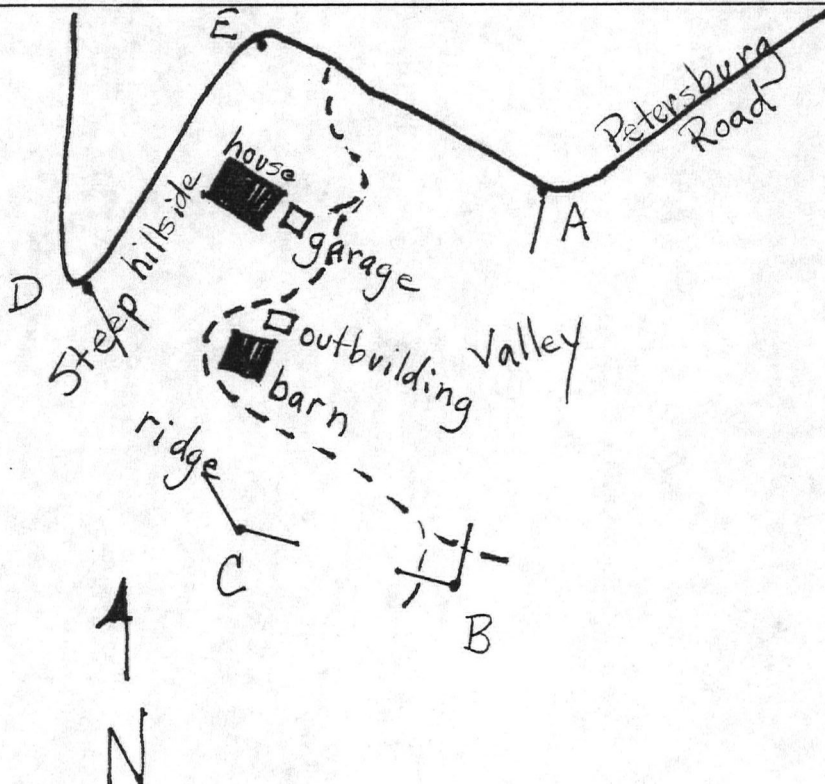 E
Petersburg
Road
house
A
garage
Steep hillside
D
outbuilding
Valley
barn
ridge
C
B
N